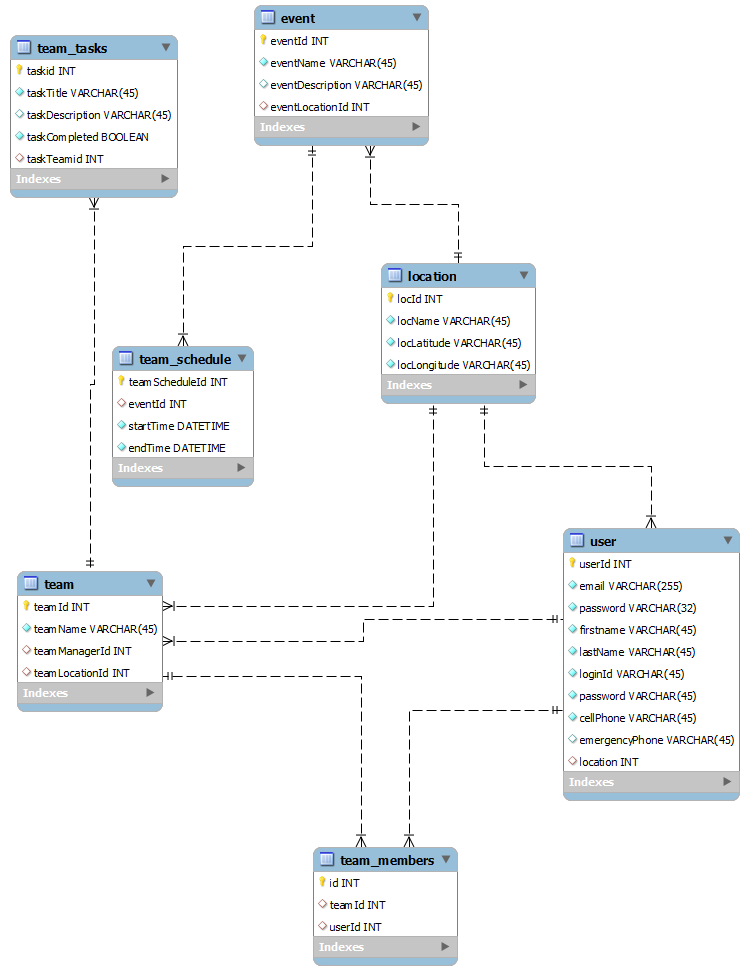 event
eventId INT
eventName VARCHAR(45)
eventDescription VARCHAR(45)
eventLocationId INT
Indexes
team_tasks
taskid INT
taskTitle VARCHAR(45)
taskDescription VARCHAR(45)
taskCompleted BOOLEAN
taskTeamid INT
Indexes
location
locId INT
locName VARCHAR(45)
locLatitude VARCHAR(45)
locLongitude VARCHAR(45)
Indexes
team_schedule
teamScheduleId INT
eventId INT
startTime DATETIME
endTime DATETIME
Indexes
user
userId INT
email VARCHAR(255)
password VARCHAR(32)
firstname VARCHAR(45)
lastName VARCHAR(45)
loginId VARCHAR(45)
password VARCHAR(45)
cellPhone VARCHAR(45)
emergencyPhone VARCHAR(45)
location INT
Indexes
team
teamId INT
teamName VARCHAR(45)
teamManagerId INT
teamLocationId INT
Indexes
team_members
id INT
teamId INT
userId INT
Indexes